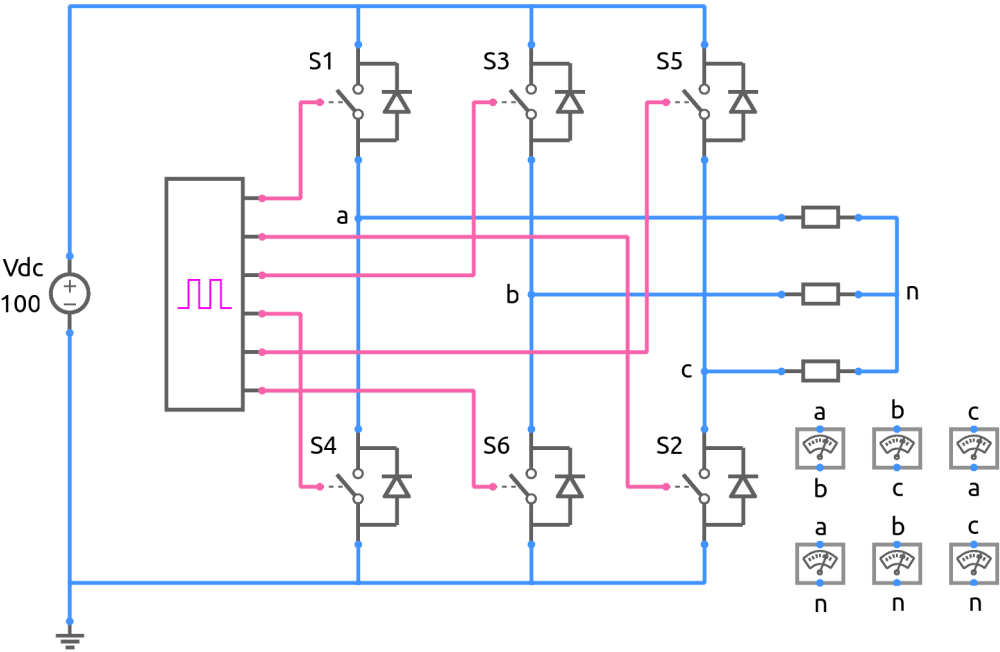 S1 S3 S5
a
Vdc
100
b
n
c
S4 S6 S2
a b c
b c a
a b c
n n n